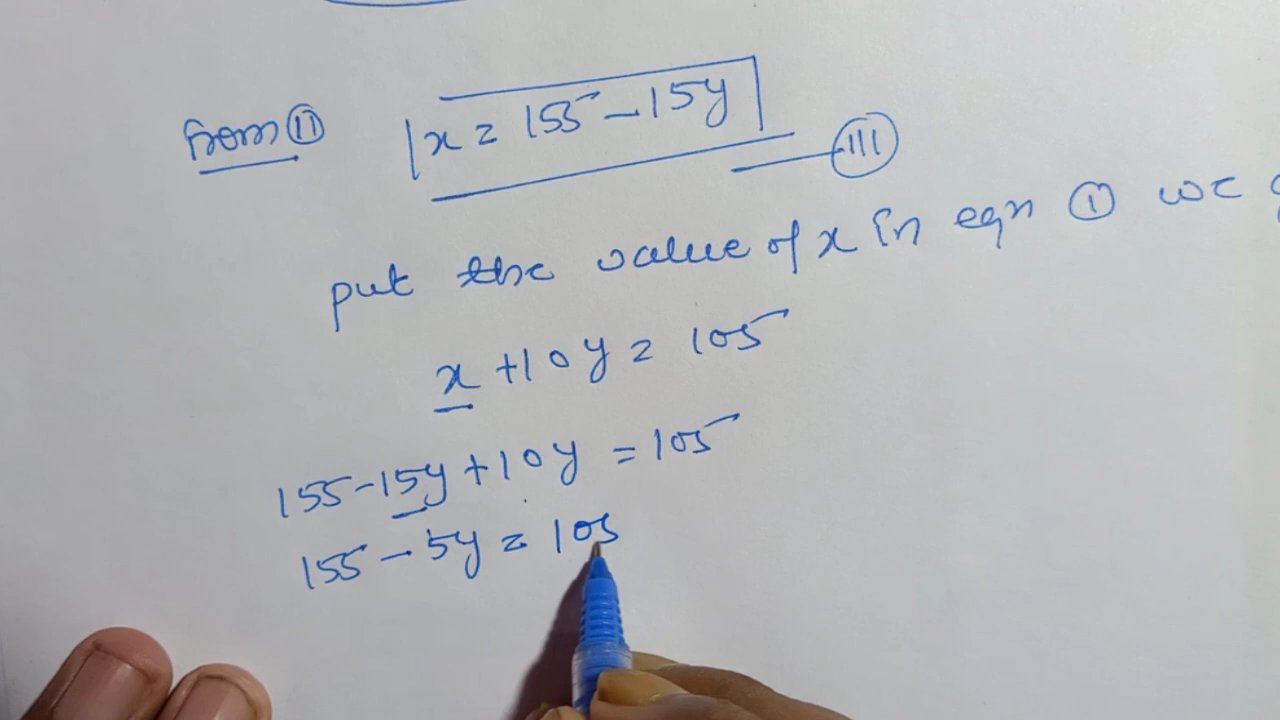 from (II) x = 155 - 15y (III)
put the value of x in eqn (I) we
x + 10y = 105
155 - 15y + 10y = 105
155 - 5y = 105